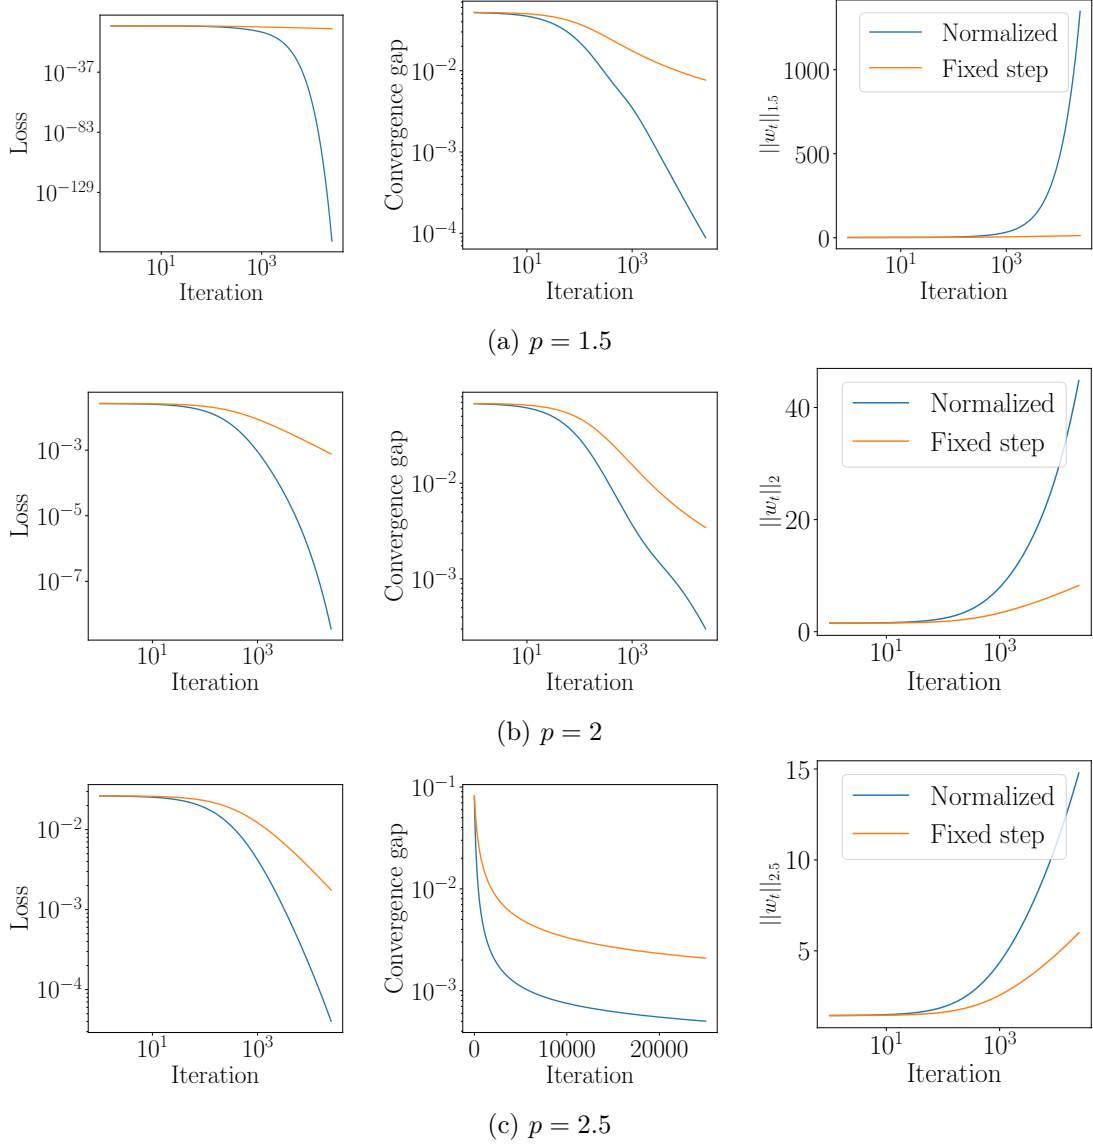 Loss
10^{-37}
10^{-83}
10^{-129}
10^1 10^3
Iteration
Convergence gap
10^{-2}
10^{-3}
10^{-4}
10^1 10^3
Iteration
||w_t||_{1.5}
1000
500
0
Normalized
Fixed step
10^1 10^3
Iteration
(a) p = 1.5
Loss
10^{-3}
10^{-5}
10^{-7}
10^1 10^3
Iteration
Convergence gap
10^{-2}
10^{-3}
10^1 10^3
Iteration
||w_t||_2
40
20
0
Normalized
Fixed step
10^1 10^3
Iteration
(b) p = 2
Loss
10^{-2}
10^{-3}
10^{-4}
10^1 10^3
Iteration
Convergence gap
10^{-1}
10^{-2}
10^{-3}
0 10000 20000
Iteration
||w_t||_{2.5}
15
10
5
Normalized
Fixed step
10^1 10^3
Iteration
(c) p = 2.5